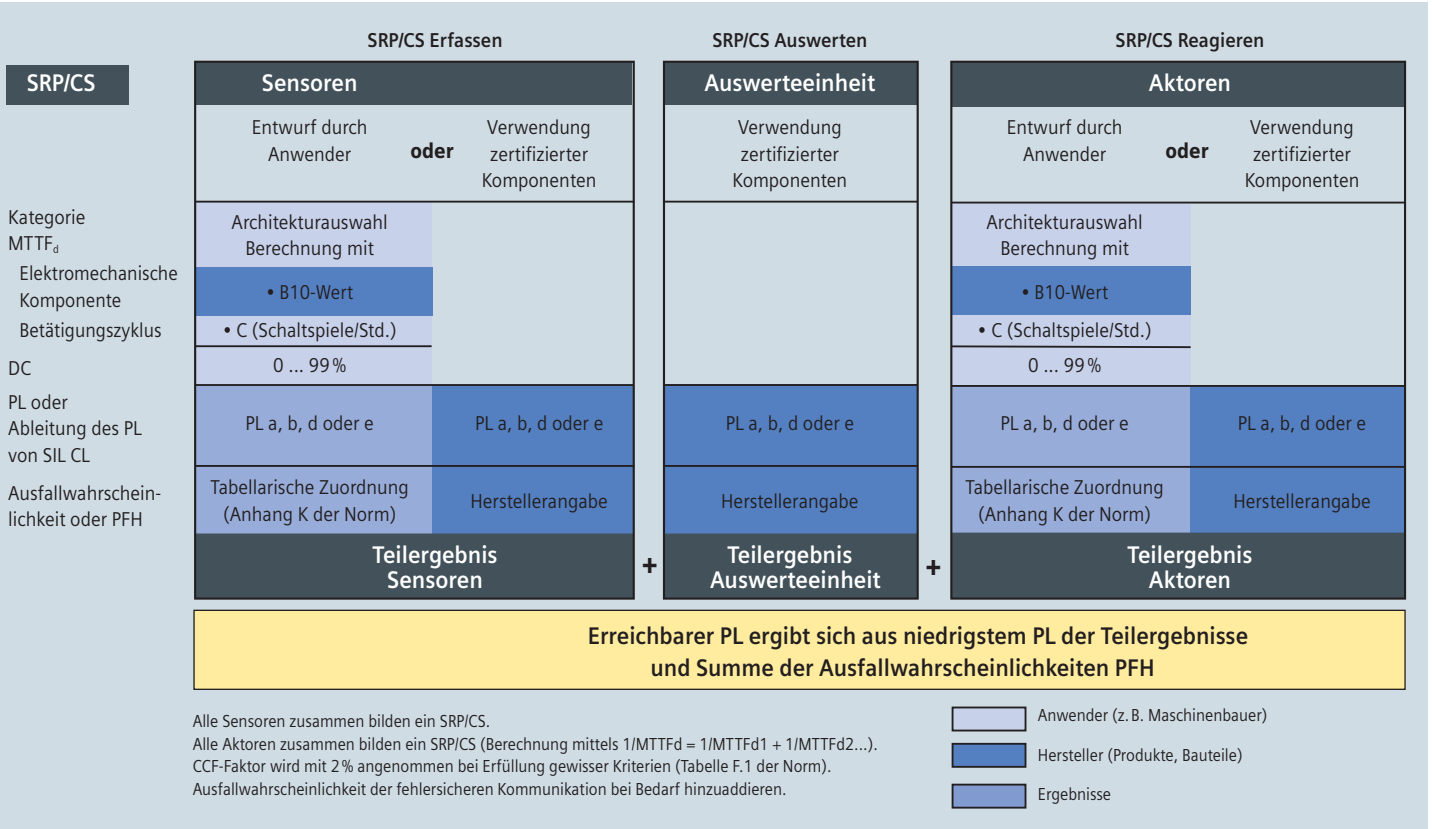 SRP/CS Erfassen
SRP/CS Auswerten
SRP/CS Reagieren
SRP/CS
Sensoren
Auswerteeinheit
Aktoren
Entwurf durch
Anwender
oder
Verwendung
zertifizierter
Komponenten
Verwendung
zertifizierter
Komponenten
Entwurf durch
Anwender
oder
Verwendung
zertifizierter
Komponenten
Kategorie
MTTFd
Architekturauswahl
Berechnung mit
Architekturauswahl
Berechnung mit
Elektromechanische
Komponente
• B10-Wert
• B10-Wert
Betätigungszyklus
• C (Schaltspiele/Std.)
• C (Schaltspiele/Std.)
DC
0 ... 99 %
0 ... 99 %
PL oder
Ableitung des PL
von SIL CL
PL a, b, d oder e
PL a, b, d oder e
PL a, b, d oder e
PL a, b, d oder e
PL a, b, d oder e
Ausfallwahrschein-
lichkeit oder PFH
Tabellarische Zuordnung
(Anhang K der Norm)
Herstellerangabe
Herstellerangabe
Tabellarische Zuordnung
(Anhang K der Norm)
Herstellerangabe
Teilergebnis
Sensoren
+
Teilergebnis
Auswerteeinheit
+
Teilergebnis
Aktoren
Erreichbarer PL ergibt sich aus niedrigstem PL der Teilergebnisse
und Summe der Ausfallwahrscheinlichkeiten PFH
Alle Sensoren zusammen bilden ein SRP/CS.
Alle Aktoren zusammen bilden ein SRP/CS (Berechnung mittels 1/MTTFd = 1/MTTFd1 + 1/MTTFd2...).
CCF-Faktor wird mit 2 % angenommen bei Erfüllung gewisser Kriterien (Tabelle F.1 der Norm).
Ausfallwahrscheinlichkeit der fehlersicheren Kommunikation bei Bedarf hinzuaddieren.
Anwender (z. B. Maschinenbauer)
Hersteller (Produkte, Bauteile)
Ergebnisse